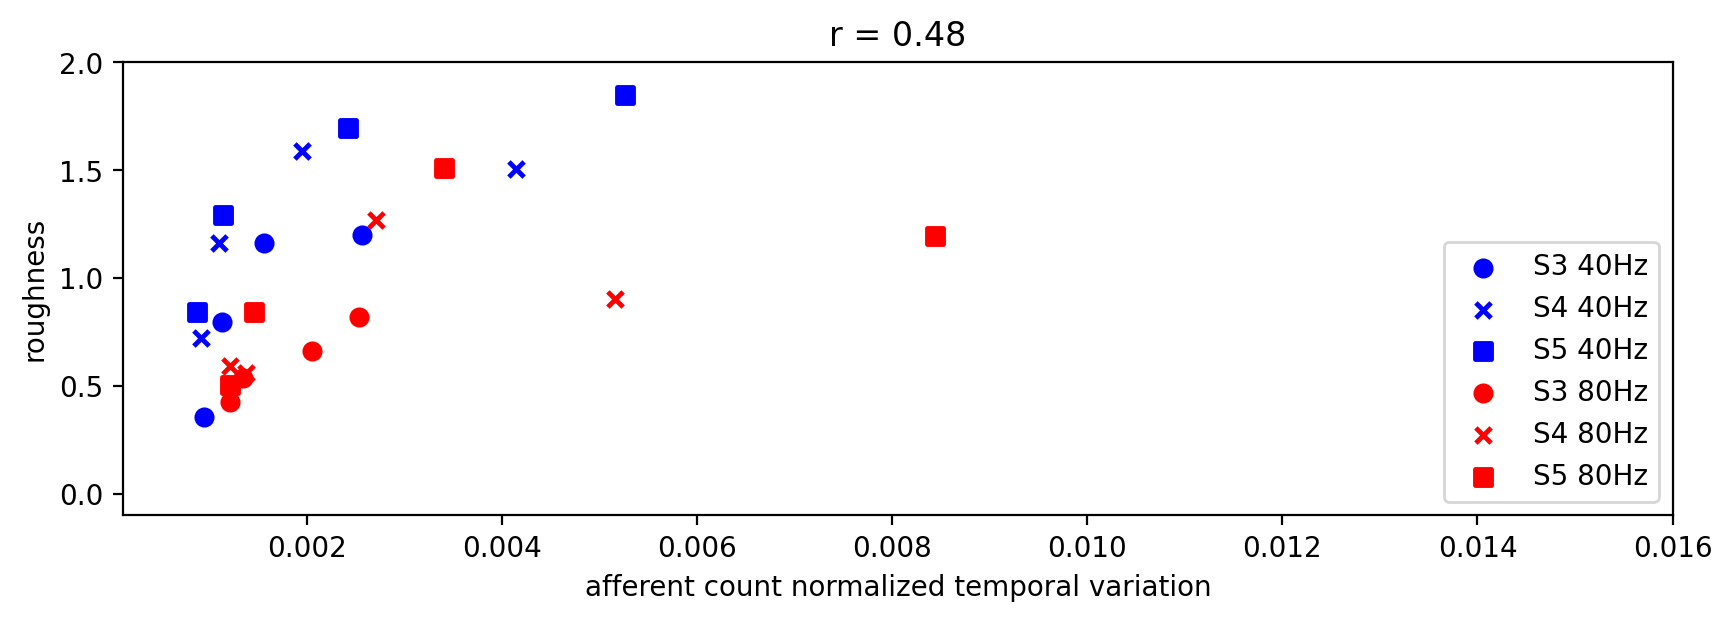 r = 0.48
2.0
1.5
1.0
0.5
0.0
roughness
S3 40Hz
S4 40Hz
S5 40Hz
S3 80Hz
S4 80Hz
S5 80Hz
0.002 0.004 0.006 0.008 0.010 0.012 0.014 0.016
afferent count normalized temporal variation